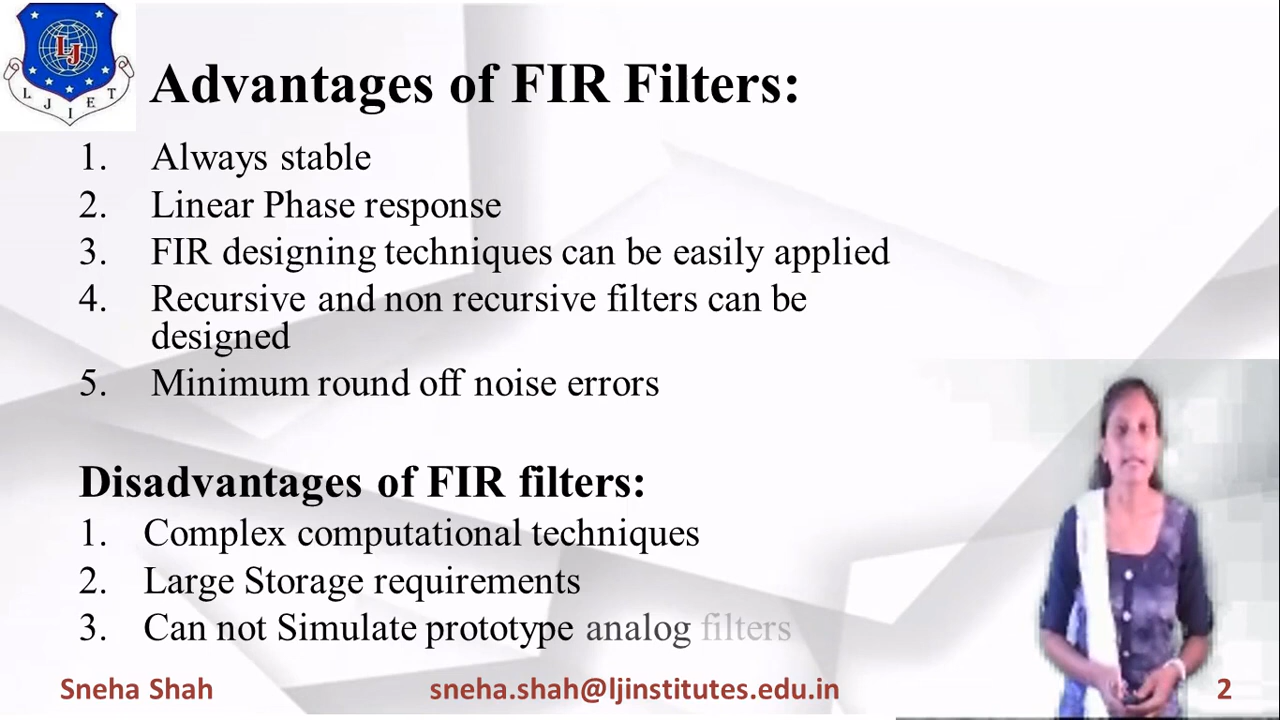 LJ
LJIET
Advantages of FIR Filters:
1. Always stable
2. Linear Phase response
3. FIR designing techniques can be easily applied
4. Recursive and non recursive filters can be
designed
5. Minimum round off noise errors
Disadvantages of FIR filters:
1. Complex computational techniques
2. Large Storage requirements
3. Can not Simulate prototype analog filters
Sneha Shah sneha.shah@ljinstitutes.edu.in 2